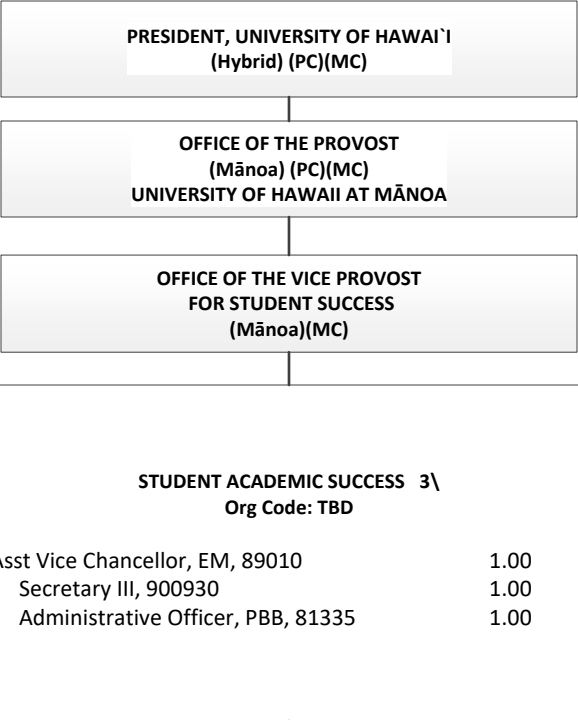 PRESIDENT, UNIVERSITY OF HAWAI`I
(Hybrid) (PC)(MC)
OFFICE OF THE PROVOST
(Mānoa) (PC)(MC)
UNIVERSITY OF HAWAII AT MĀNOA
OFFICE OF THE VICE PROVOST
FOR STUDENT SUCCESS
(Mānoa)(MC)
STUDENT ACADEMIC SUCCESS 3\
Org Code: TBD
Asst Vice Chancellor, EM, 89010 1.00
Secretary III, 900930 1.00
Administrative Officer, PBB, 81335 1.00